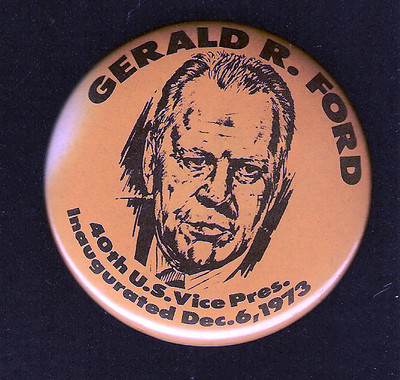 GERALD R. FORD
40th U.S. Vice Pres.
Inaugurated Dec. 6, 1973